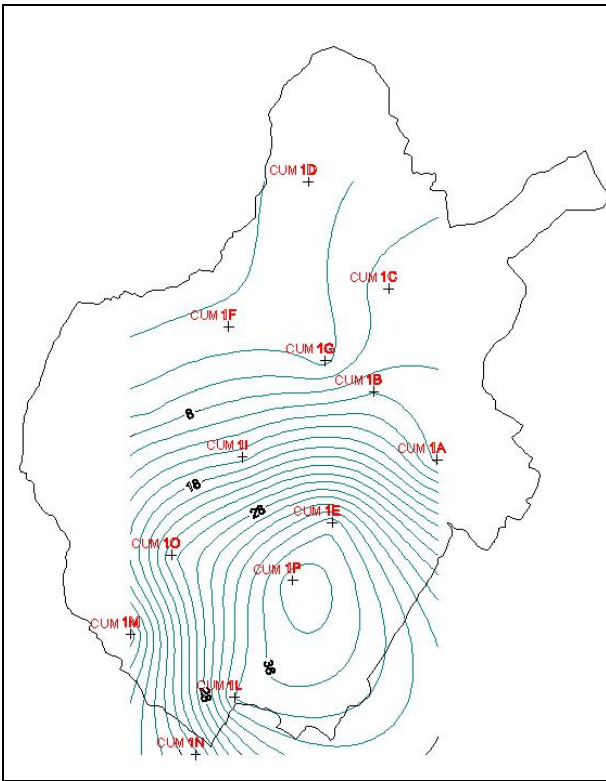 CUM 1D
CUM 1C
CUM 1F
CUM 1G
CUM 1B
8
CUM 1I
CUM 1A
18
28
CUM 1E
CUM 1O
CUM 1P
CUM 1M
38
28
CUM 1L
CUM 1N